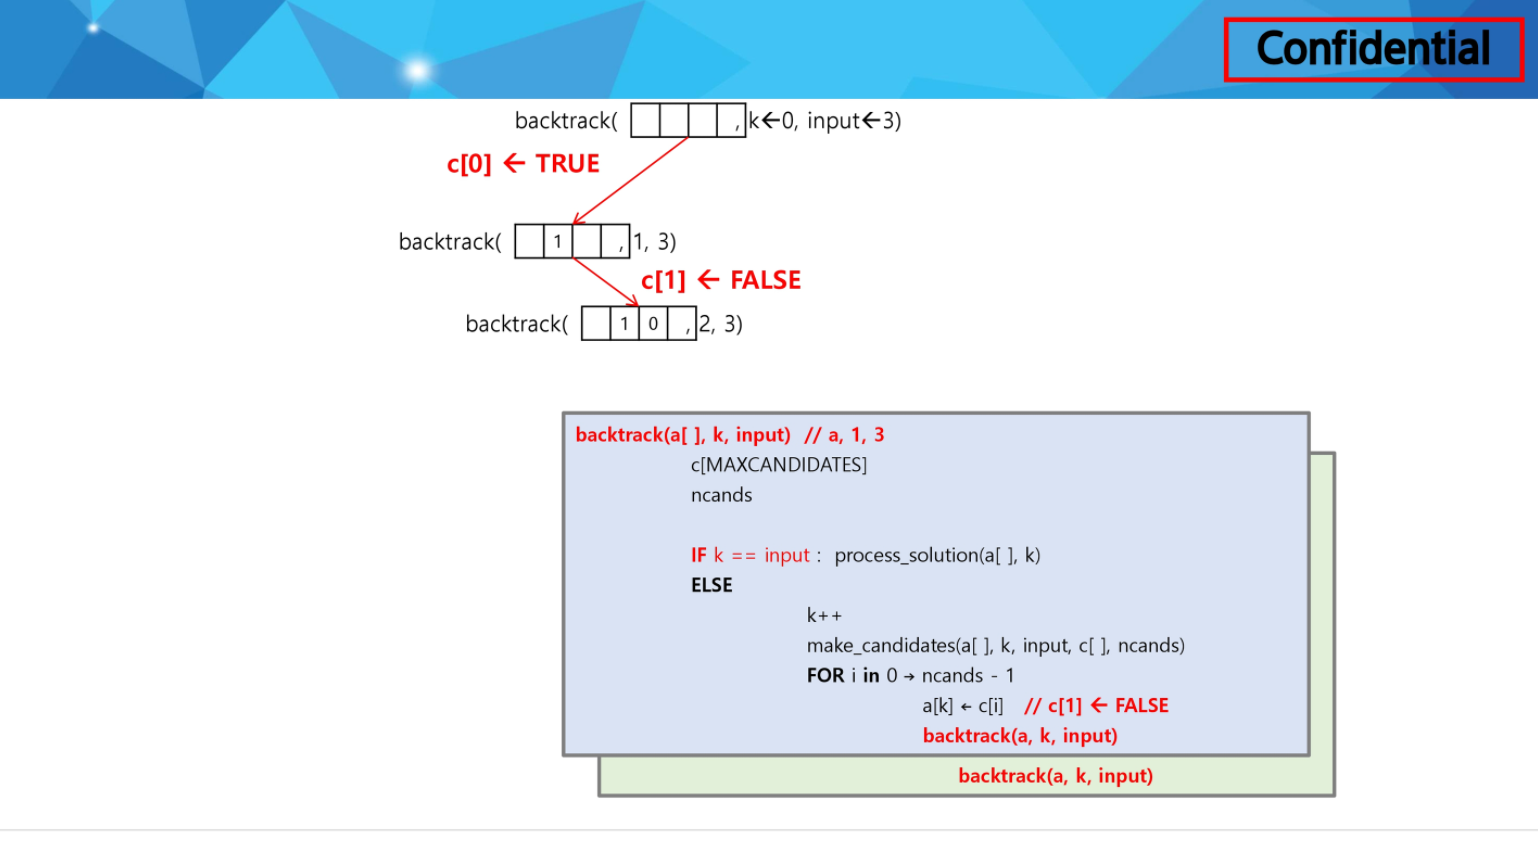 Confidential
backtrack( , k←0, input←3)
c[0] ← TRUE
backtrack( 1 , 1, 3)
c[1] ← FALSE
backtrack( 1 0 , 2, 3)
backtrack(a[ ], k, input) // a, 1, 3
c[MAXCANDIDATES]
ncands
IF k == input : process_solution(a[ ], k)
ELSE
k++
make_candidates(a[ ], k, input, c[ ], ncands)
FOR i in 0 → ncands - 1
a[k] ← c[i] // c[1] ← FALSE
backtrack(a, k, input)
backtrack(a, k, input)